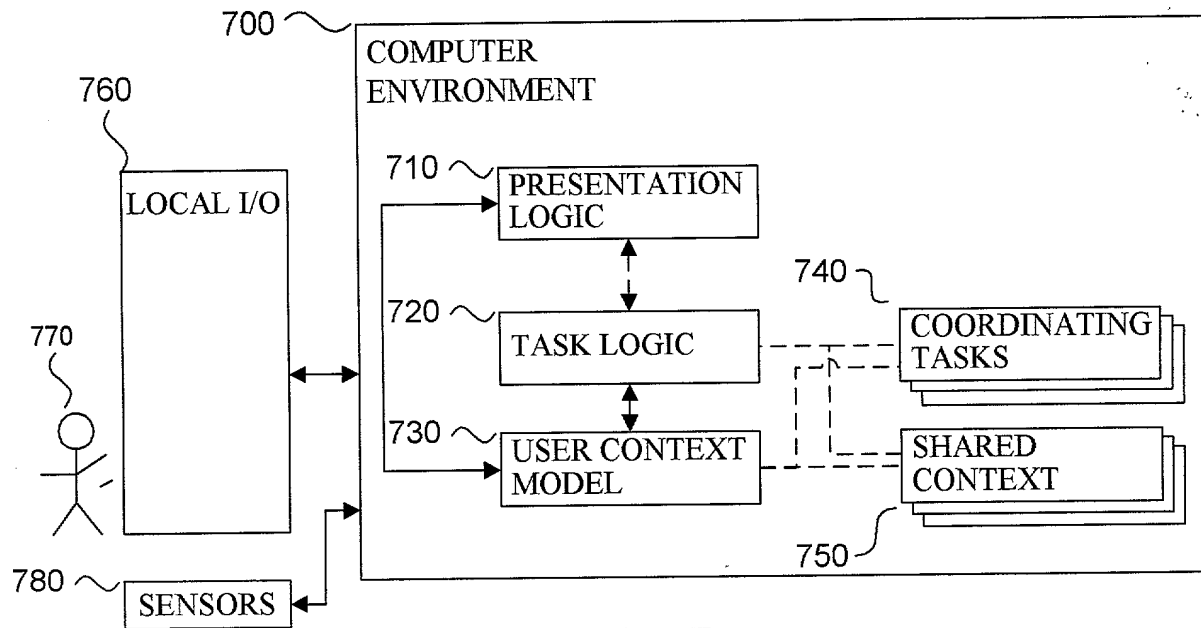 700
COMPUTER
ENVIRONMENT
760
LOCAL I/O
710
PRESENTATION
LOGIC
720
TASK LOGIC
740
COORDINATING
TASKS
770
730
USER CONTEXT
MODEL
SHARED
CONTEXT
750
780
SENSORS